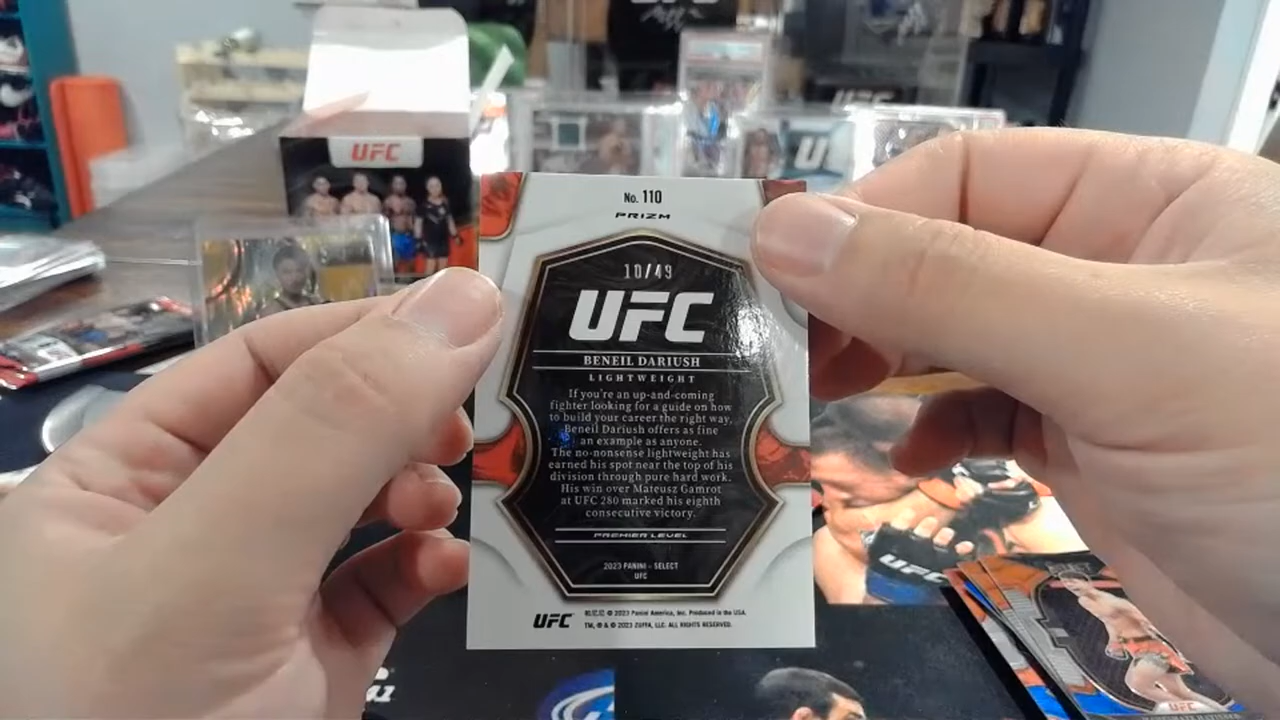 UFC
No. 110
PRIZM
10/49
UFC
BENEIL DARIUSH
LIGHTWEIGHT
If you're an up-and-coming
fighter looking for a guide on how
to build your career the right way,
Beneil Dariush offers as fine
an example as anyone.
The no-nonsense lightweight has
earned his spot near the top of his
division through pure hard work.
His win over Mateusz Gamrot
at UFC 280 marked his eighth
consecutive victory.
PREMIER LEVEL
2023 PANINI - SELECT
UFC
UFC
© 2023 Panini America, Inc. Produced in the USA.
TM, ® & © 2023 ZUFFA, LLC. ALL RIGHTS RESERVED.
UFC
UFC